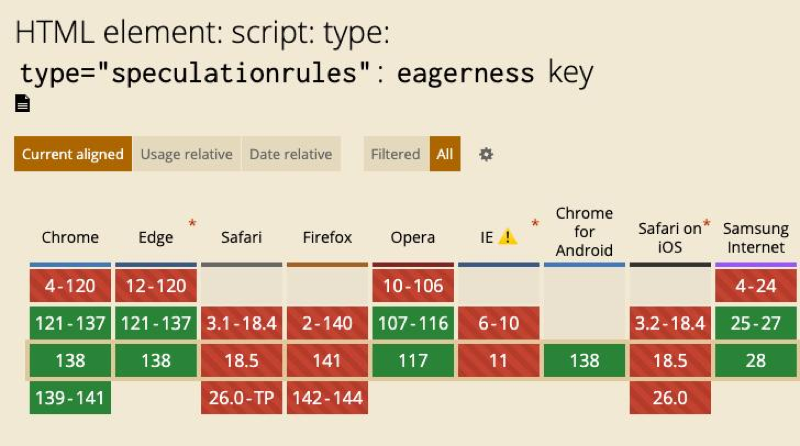 HTML element: script: type:
type="speculationrules": eagerness key
Current aligned Usage relative Date relative Filtered All
Chrome Edge * Safari Firefox Opera IE * Chrome for Android Safari on iOS * Samsung Internet
4-120 12-120 10-106 4-24
121-137 121-137 3.1-18.4 2-140 107-116 6-10 3.2-18.4 25-27
138 138 18.5 141 117 11 138 18.5 28
139-141 26.0-TP 142-144 26.0